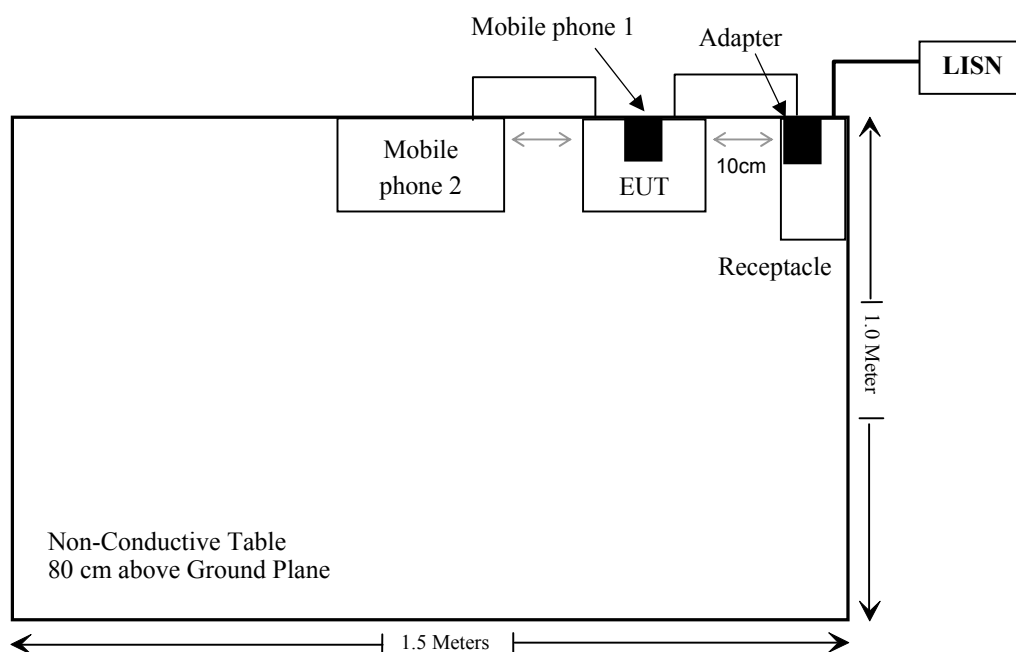 Mobile phone 1
Adapter
LISN
Mobile
phone 2
EUT
10cm
Receptacle
1.0 Meter
Non-Conductive Table
80 cm above Ground Plane
1.5 Meters